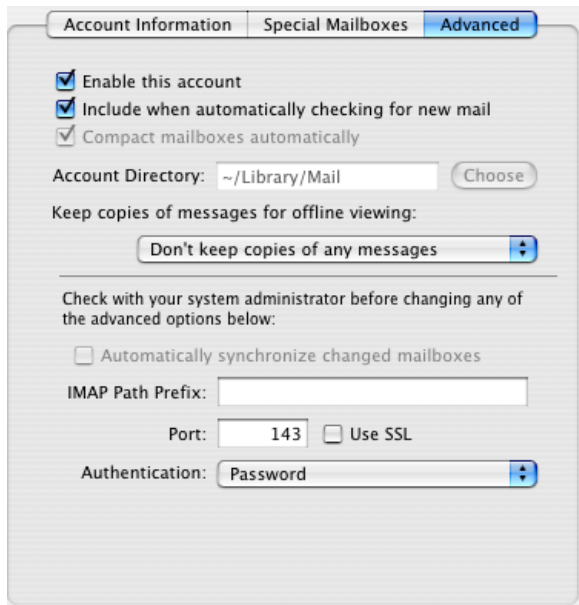 Account Information Special Mailboxes Advanced
Enable this account
Include when automatically checking for new mail
Compact mailboxes automatically
Account Directory: ~/Library/Mail Choose
Keep copies of messages for offline viewing:
Don't keep copies of any messages
Check with your system administrator before changing any of
the advanced options below:
Automatically synchronize changed mailboxes
IMAP Path Prefix:
Port: 143 Use SSL
Authentication: Password